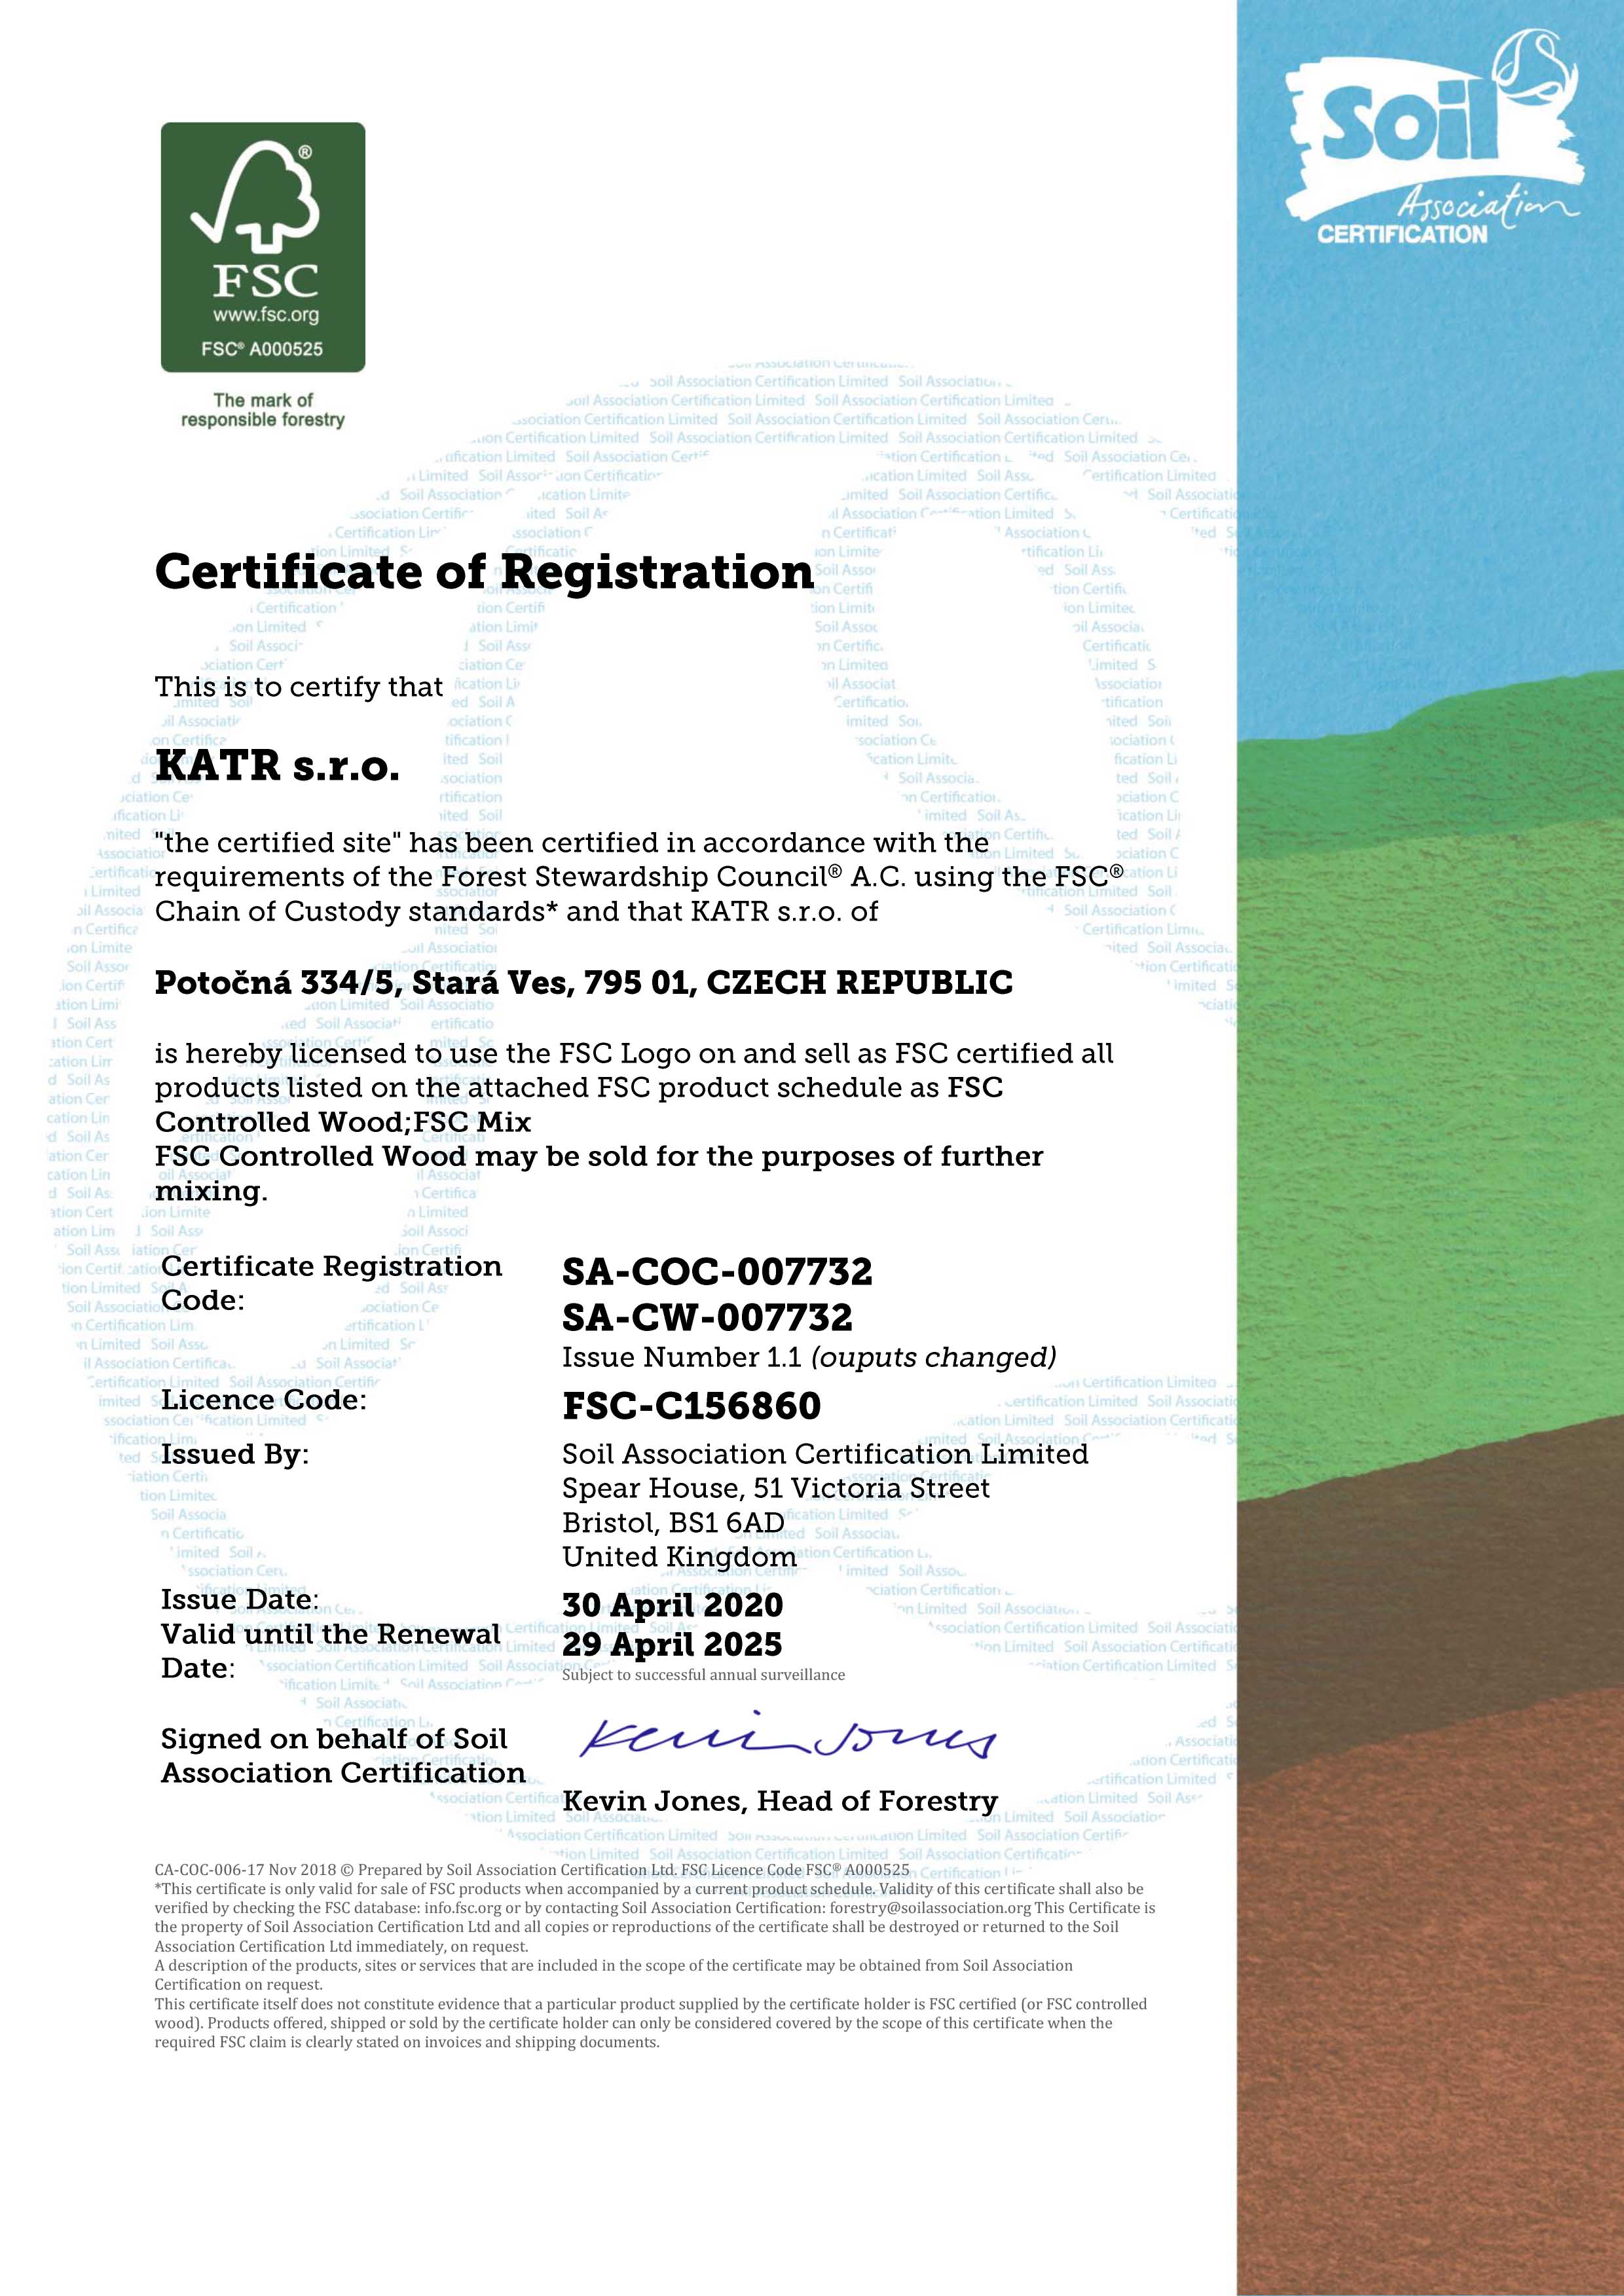 Soil
Association
CERTIFICATION
FSC
www.fsc.org
FSC® A000525
The mark of
responsible forestry
Certificate of Registration
This is to certify that
KATR s.r.o.
"the certified site" has been certified in accordance with the
requirements of the Forest Stewardship Council® A.C. using the FSC®
Chain of Custody standards* and that KATR s.r.o. of
Potočná 334/5, Stará Ves, 795 01, CZECH REPUBLIC
is hereby licensed to use the FSC Logo on and sell as FSC certified all
products listed on the attached FSC product schedule as FSC
Controlled Wood;FSC Mix
FSC Controlled Wood may be sold for the purposes of further
mixing.
Certificate Registration
Code:
SA-COC-007732
SA-CW-007732
Issue Number 1.1 (ouputs changed)
Licence Code:
FSC-C156860
Issued By:
Soil Association Certification Limited
Spear House, 51 Victoria Street
Bristol, BS1 6AD
United Kingdom
Issue Date:
30 April 2020
Valid until the Renewal
Date:
29 April 2025
Subject to successful annual surveillance
Signed on behalf of Soil
Association Certification
Kevin Jones
Kevin Jones, Head of Forestry
CA-COC-006-17 Nov 2018 © Prepared by Soil Association Certification Ltd. FSC Licence Code FSC® A000525
*This certificate is only valid for sale of FSC products when accompanied by a current product schedule. Validity of this certificate shall also be
verified by checking the FSC database: info.fsc.org or by contacting Soil Association Certification: forestry@soilassociation.org This Certificate is
the property of Soil Association Certification Ltd and all copies or reproductions of the certificate shall be destroyed or returned to the Soil
Association Certification Ltd immediately, on request.
A description of the products, sites or services that are included in the scope of the certificate may be obtained from Soil Association
Certification on request.
This certificate itself does not constitute evidence that a particular product supplied by the certificate holder is FSC certified (or FSC controlled
wood). Products offered, shipped or sold by the certificate holder can only be considered covered by the scope of this certificate when the
required FSC claim is clearly stated on invoices and shipping documents.